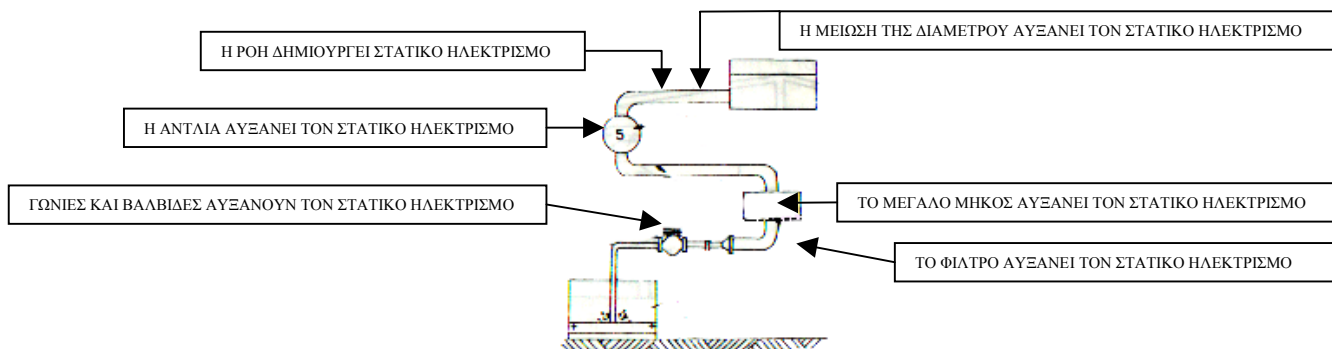 Η ΜΕΙΩΣΗ ΤΗΣ ΔΙΑΜΕΤΡΟΥ ΑΥΞΑΝΕΙ ΤΟΝ ΣΤΑΤΙΚΟ ΗΛΕΚΤΡΙΣΜΟ
Η ΡΟΗ ΔΗΜΙΟΥΡΓΕΙ ΣΤΑΤΙΚΟ ΗΛΕΚΤΡΙΣΜΟ
Η ΑΝΤΛΙΑ ΑΥΞΑΝΕΙ ΤΟΝ ΣΤΑΤΙΚΟ ΗΛΕΚΤΡΙΣΜΟ
5
ΓΩΝΙΕΣ ΚΑΙ ΒΑΛΒΙΔΕΣ ΑΥΞΑΝΟΥΝ ΤΟΝ ΣΤΑΤΙΚΟ ΗΛΕΚΤΡΙΣΜΟ
ΤΟ ΜΕΓΑΛΟ ΜΗΚΟΣ ΑΥΞΑΝΕΙ ΤΟΝ ΣΤΑΤΙΚΟ ΗΛΕΚΤΡΙΣΜΟ
ΤΟ ΦΙΛΤΡΟ ΑΥΞΑΝΕΙ ΤΟΝ ΣΤΑΤΙΚΟ ΗΛΕΚΤΡΙΣΜΟ